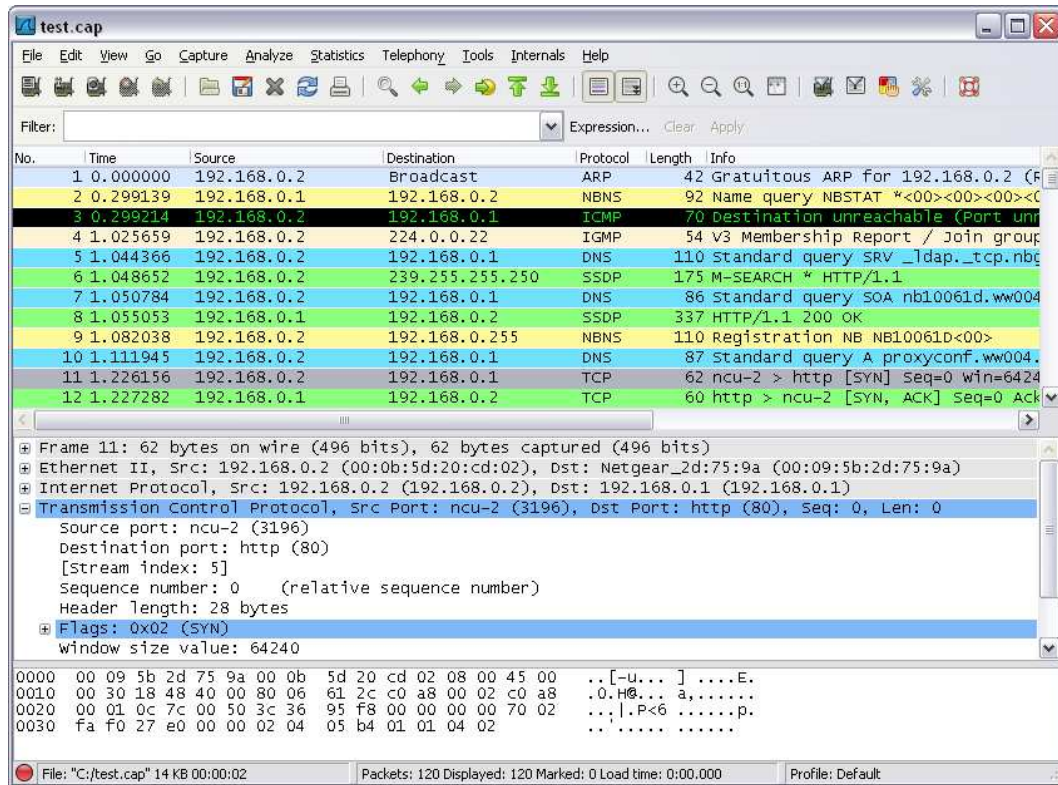 test.cap
File Edit View Go Capture Analyze Statistics Telephony Tools Internals Help
Filter: Expression... Clear Apply
No. Time Source Destination Protocol Length Info
1 0.000000 192.168.0.2 Broadcast ARP 42 Gratuitous ARP for 192.168.0.2 (R
2 0.299139 192.168.0.1 192.168.0.2 NBNS 92 Name query NBSTAT *<00><00><00><0
3 0.299214 192.168.0.2 192.168.0.1 ICMP 70 Destination unreachable (Port unr
4 1.025659 192.168.0.2 224.0.0.22 IGMP 54 V3 Membership Report / Join group
5 1.044366 192.168.0.2 192.168.0.1 DNS 110 Standard query SRV _ldap._tcp.nbg
6 1.048652 192.168.0.2 239.255.255.250 SSDP 175 M-SEARCH * HTTP/1.1
7 1.050784 192.168.0.2 192.168.0.1 DNS 86 Standard query SOA nb10061d.ww004
8 1.055053 192.168.0.1 192.168.0.2 SSDP 337 HTTP/1.1 200 OK
9 1.082038 192.168.0.2 192.168.0.255 NBNS 110 Registration NB NB10061D<00>
10 1.111945 192.168.0.2 192.168.0.1 DNS 87 Standard query A proxyconf.ww004.
11 1.226156 192.168.0.2 192.168.0.1 TCP 62 ncu-2 > http [SYN] Seq=0 Win=6424
12 1.227282 192.168.0.1 192.168.0.2 TCP 60 http > ncu-2 [SYN, ACK] Seq=0 Ack
Frame 11: 62 bytes on wire (496 bits), 62 bytes captured (496 bits)
Ethernet II, Src: 192.168.0.2 (00:0b:5d:20:cd:02), Dst: Netgear_2d:75:9a (00:09:5b:2d:75:9a)
Internet Protocol, Src: 192.168.0.2 (192.168.0.2), Dst: 192.168.0.1 (192.168.0.1)
Transmission Control Protocol, Src Port: ncu-2 (3196), Dst Port: http (80), Seq: 0, Len: 0
Source port: ncu-2 (3196)
Destination port: http (80)
[Stream index: 5]
Sequence number: 0 (relative sequence number)
Header length: 28 bytes
Flags: 0x02 (SYN)
Window size value: 64240
0000 00 09 5b 2d 75 9a 00 0b 5d 20 cd 02 08 00 45 00 ..[-u... ] ....E.
0010 00 30 18 48 40 00 80 06 61 2c c0 a8 00 02 c0 a8 .0.H@... a,......
0020 00 01 0c 7c 00 50 3c 36 95 f8 00 00 00 00 70 02 ...|.P<6 ......p.
0030 fa f0 27 e0 00 00 02 04 05 b4 01 01 04 02 ..'..... ......
File: "C:/test.cap" 14 KB 00:00:02 Packets: 120 Displayed: 120 Marked: 0 Load time: 0:00.000 Profile: Default